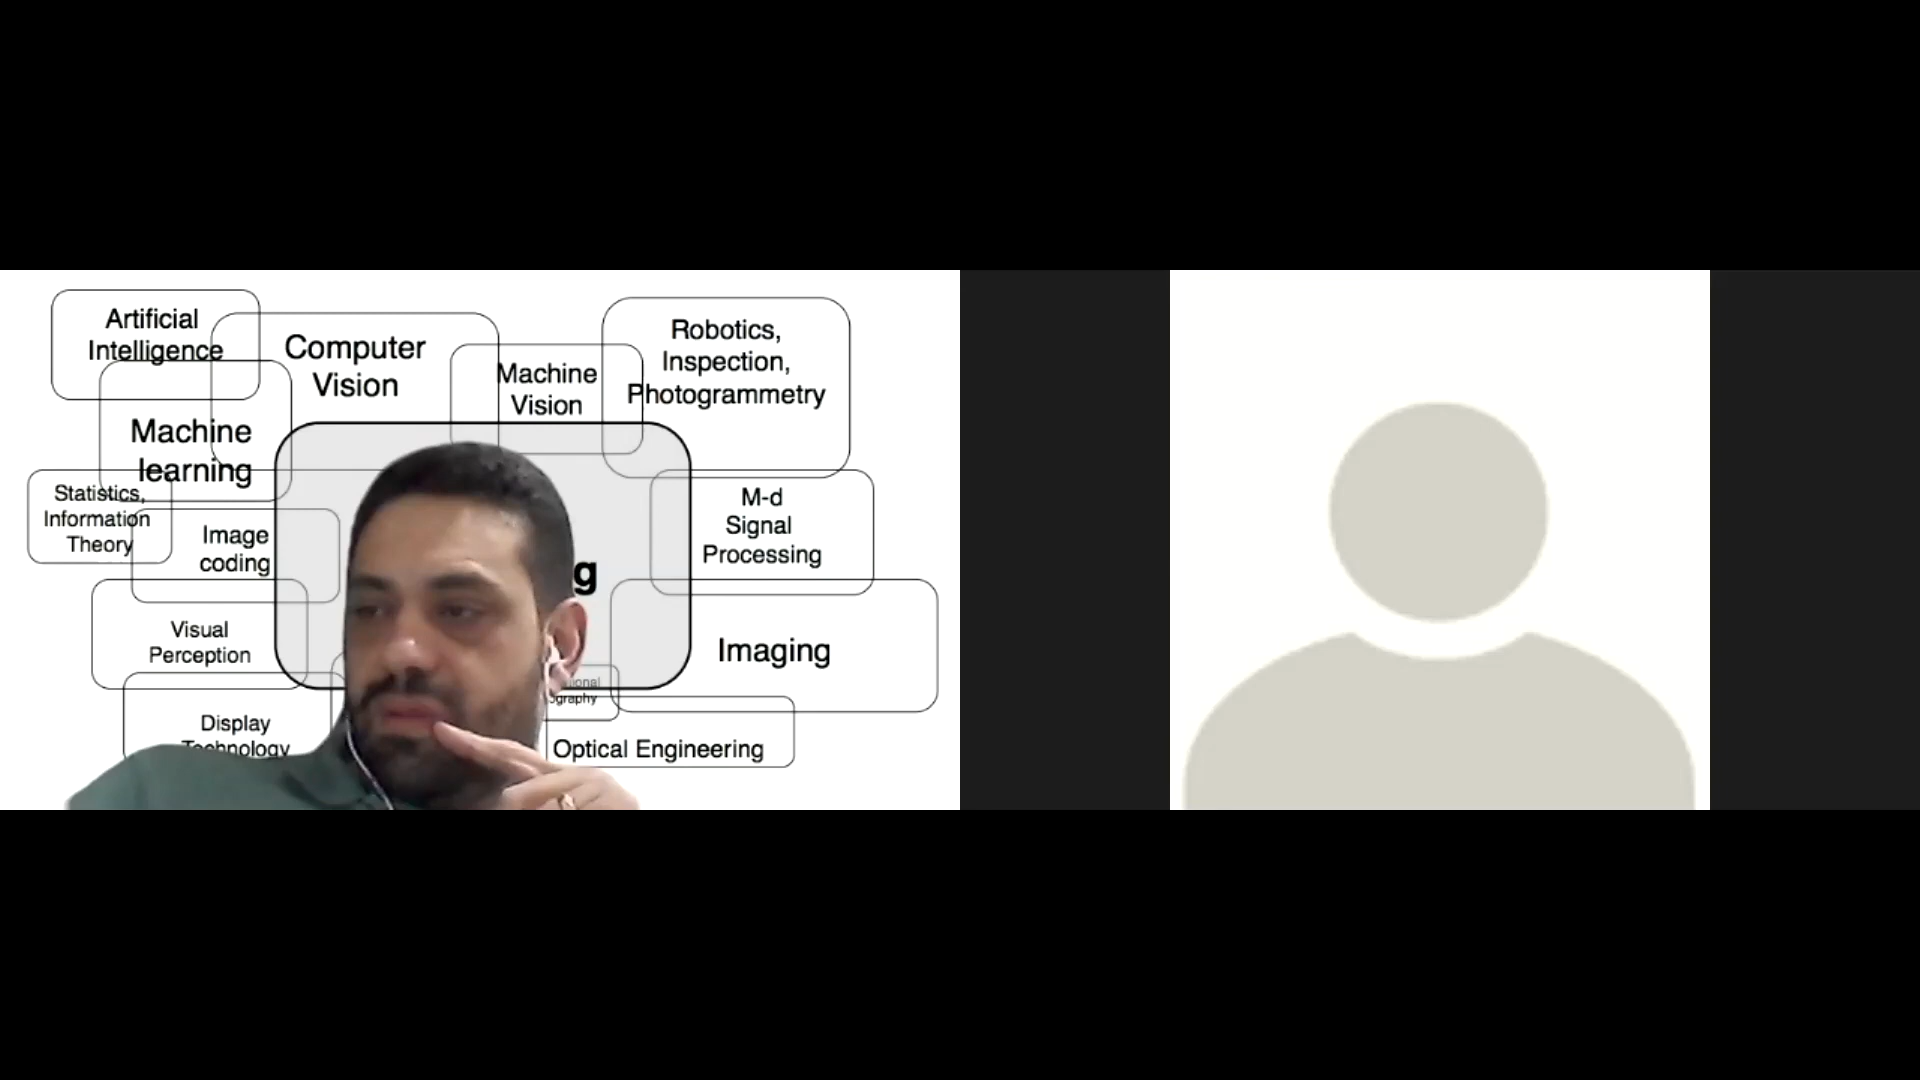 Artificial
Intelligence
Computer
Vision
Machine
Vision
Robotics,
Inspection,
Photogrammetry
Machine
learning
Statistics,
Information
Theory
Image
coding
M-d
Signal
Processing
Visual
Perception
Imaging
Display
Technology
Optical Engineering